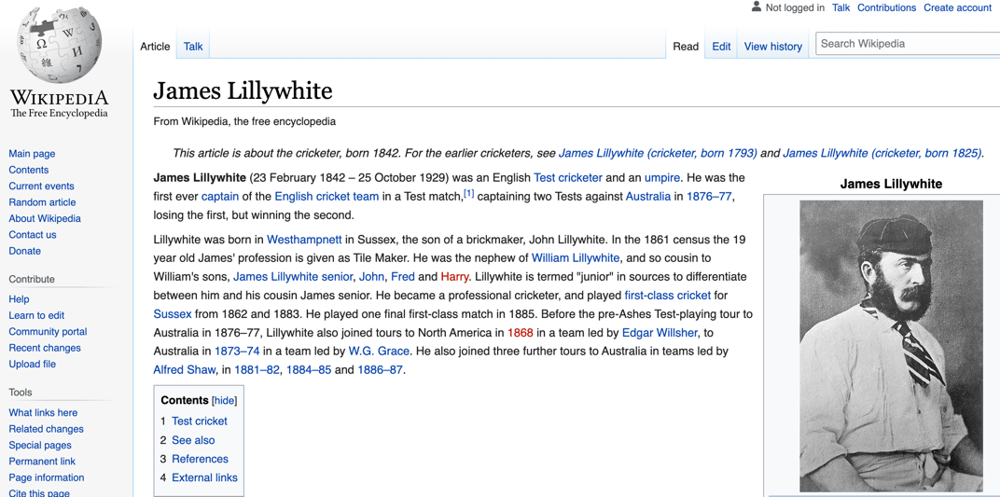 Not logged in Talk Contributions Create account
Article Talk Read Edit View history Search Wikipedia
WIKIPEDIA
The Free Encyclopedia
Main page
Contents
Current events
Random article
About Wikipedia
Contact us
Donate
Contribute
Help
Learn to edit
Community portal
Recent changes
Upload file
Tools
What links here
Related changes
Special pages
Permanent link
Page information
Cite this page
James Lillywhite
From Wikipedia, the free encyclopedia
This article is about the cricketer, born 1842. For the earlier cricketers, see James Lillywhite (cricketer, born 1793) and James Lillywhite (cricketer, born 1825).
James Lillywhite (23 February 1842 – 25 October 1929) was an English Test cricketer and an umpire. He was the
first ever captain of the English cricket team in a Test match,[1] captaining two Tests against Australia in 1876–77,
losing the first, but winning the second.
Lillywhite was born in Westhampnett in Sussex, the son of a brickmaker, John Lillywhite. In the 1861 census the 19
year old James' profession is given as Tile Maker. He was the nephew of William Lillywhite, and so cousin to
William's sons, James Lillywhite senior, John, Fred and Harry. Lillywhite is termed "junior" in sources to differentiate
between him and his cousin James senior. He became a professional cricketer, and played first-class cricket for
Sussex from 1862 and 1883. He played one final first-class match in 1885. Before the pre-Ashes Test-playing tour to
Australia in 1876–77, Lillywhite also joined tours to North America in 1868 in a team led by Edgar Willsher, to
Australia in 1873–74 in a team led by W.G. Grace. He also joined three further tours to Australia in teams led by
Alfred Shaw, in 1881–82, 1884–85 and 1886–87.
Contents [hide]
1 Test cricket
2 See also
3 References
4 External links
James Lillywhite